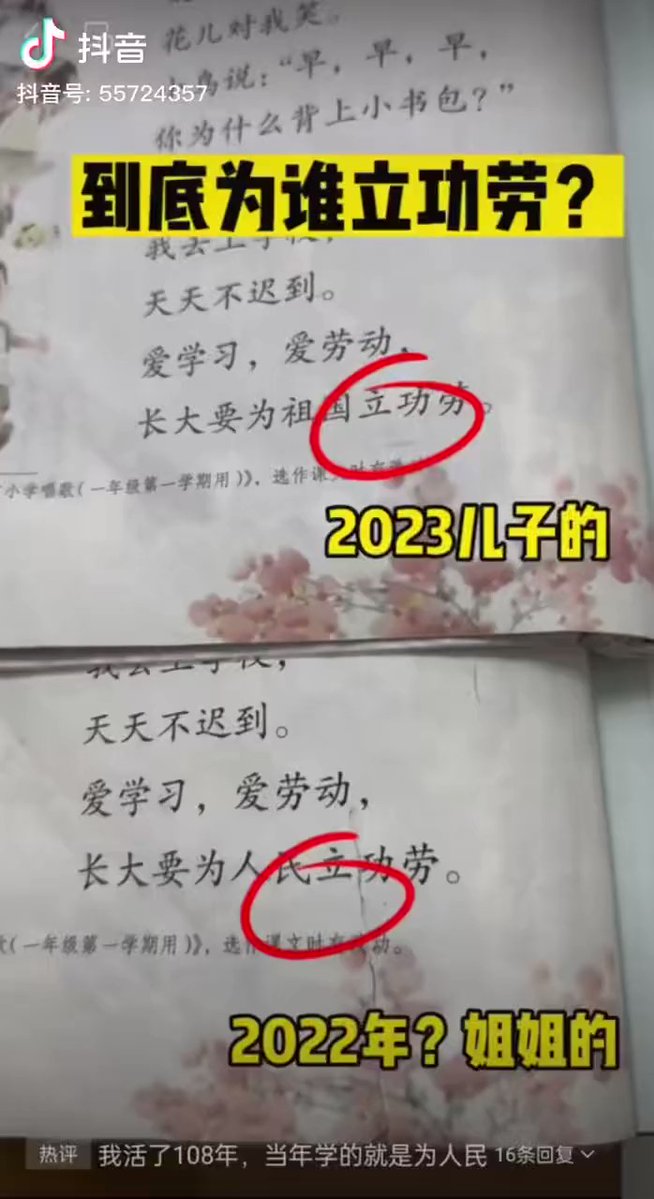 抖音
抖音号: 55724357
花儿对我笑。
鸟说：“早，早，早，
你为什么背上小书包？”
到底为谁立功劳？
我去上学校，
天天不迟到。
爱学习，爱劳动，
长大要为祖国立功劳。
小学唱歌（一年级第一学期用）》，选作课文时有
2023儿子的
我去上学校，
天天不迟到。
爱学习，爱劳动，
长大要为人民立功劳。
（一年级第一学期用）》，选作课文时有改动。
2022年？姐姐的
热评 我活了108年，当年学的就是为人民 16条回复